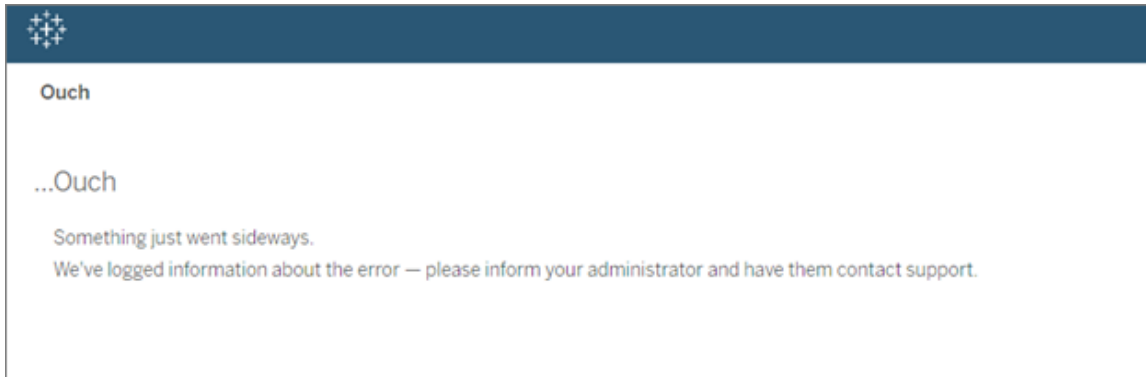 Ouch
...Ouch
Something just went sideways.
We've logged information about the error — please inform your administrator and have them contact support.